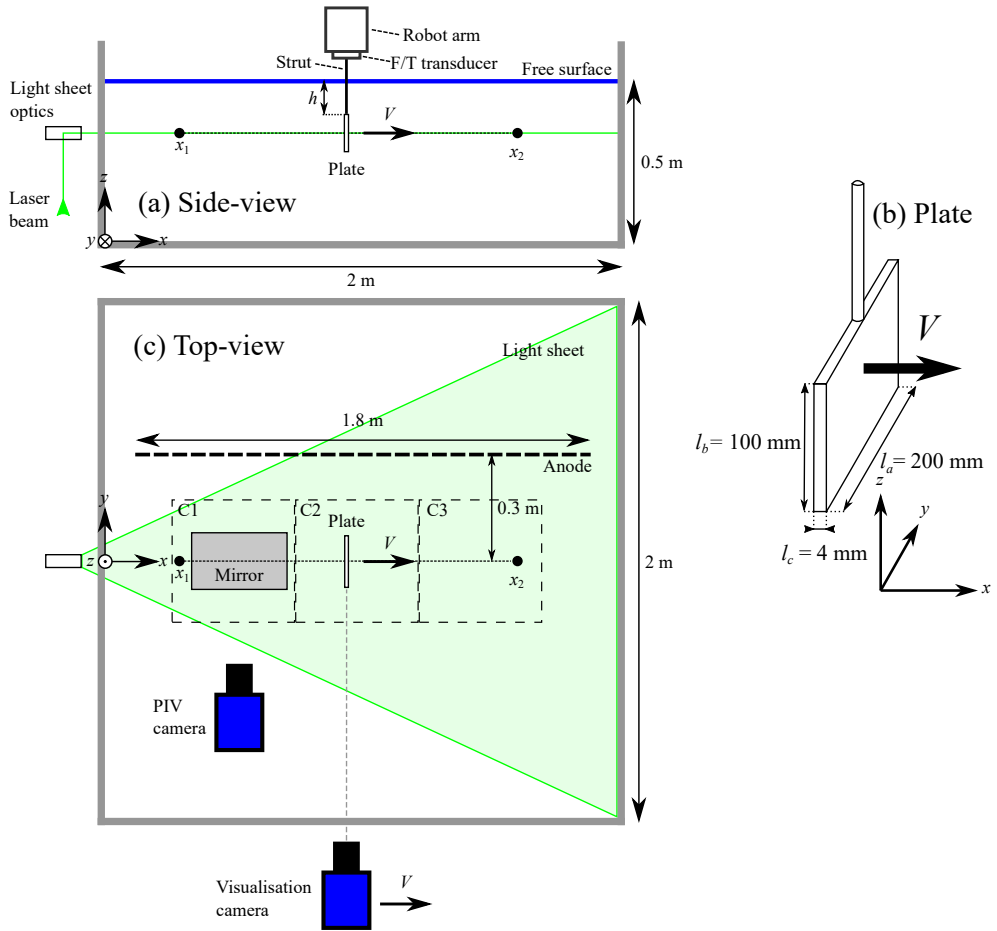 Robot arm
F/T transducer
Strut
Free surface
Light sheet
optics
h
V
x1
x2
Plate
0.5 m
Laser
beam
z
(a) Side-view
y
x
2 m
(b) Plate
V
lb= 100 mm
la= 200 mm
lc = 4 mm
z
y
x
(c) Top-view
Light sheet
1.8 m
Anode
y
C1
C2
C3
0.3 m
Plate
V
z
x
x1
x2
Mirror
2 m
PIV
camera
Visualisation
camera
V